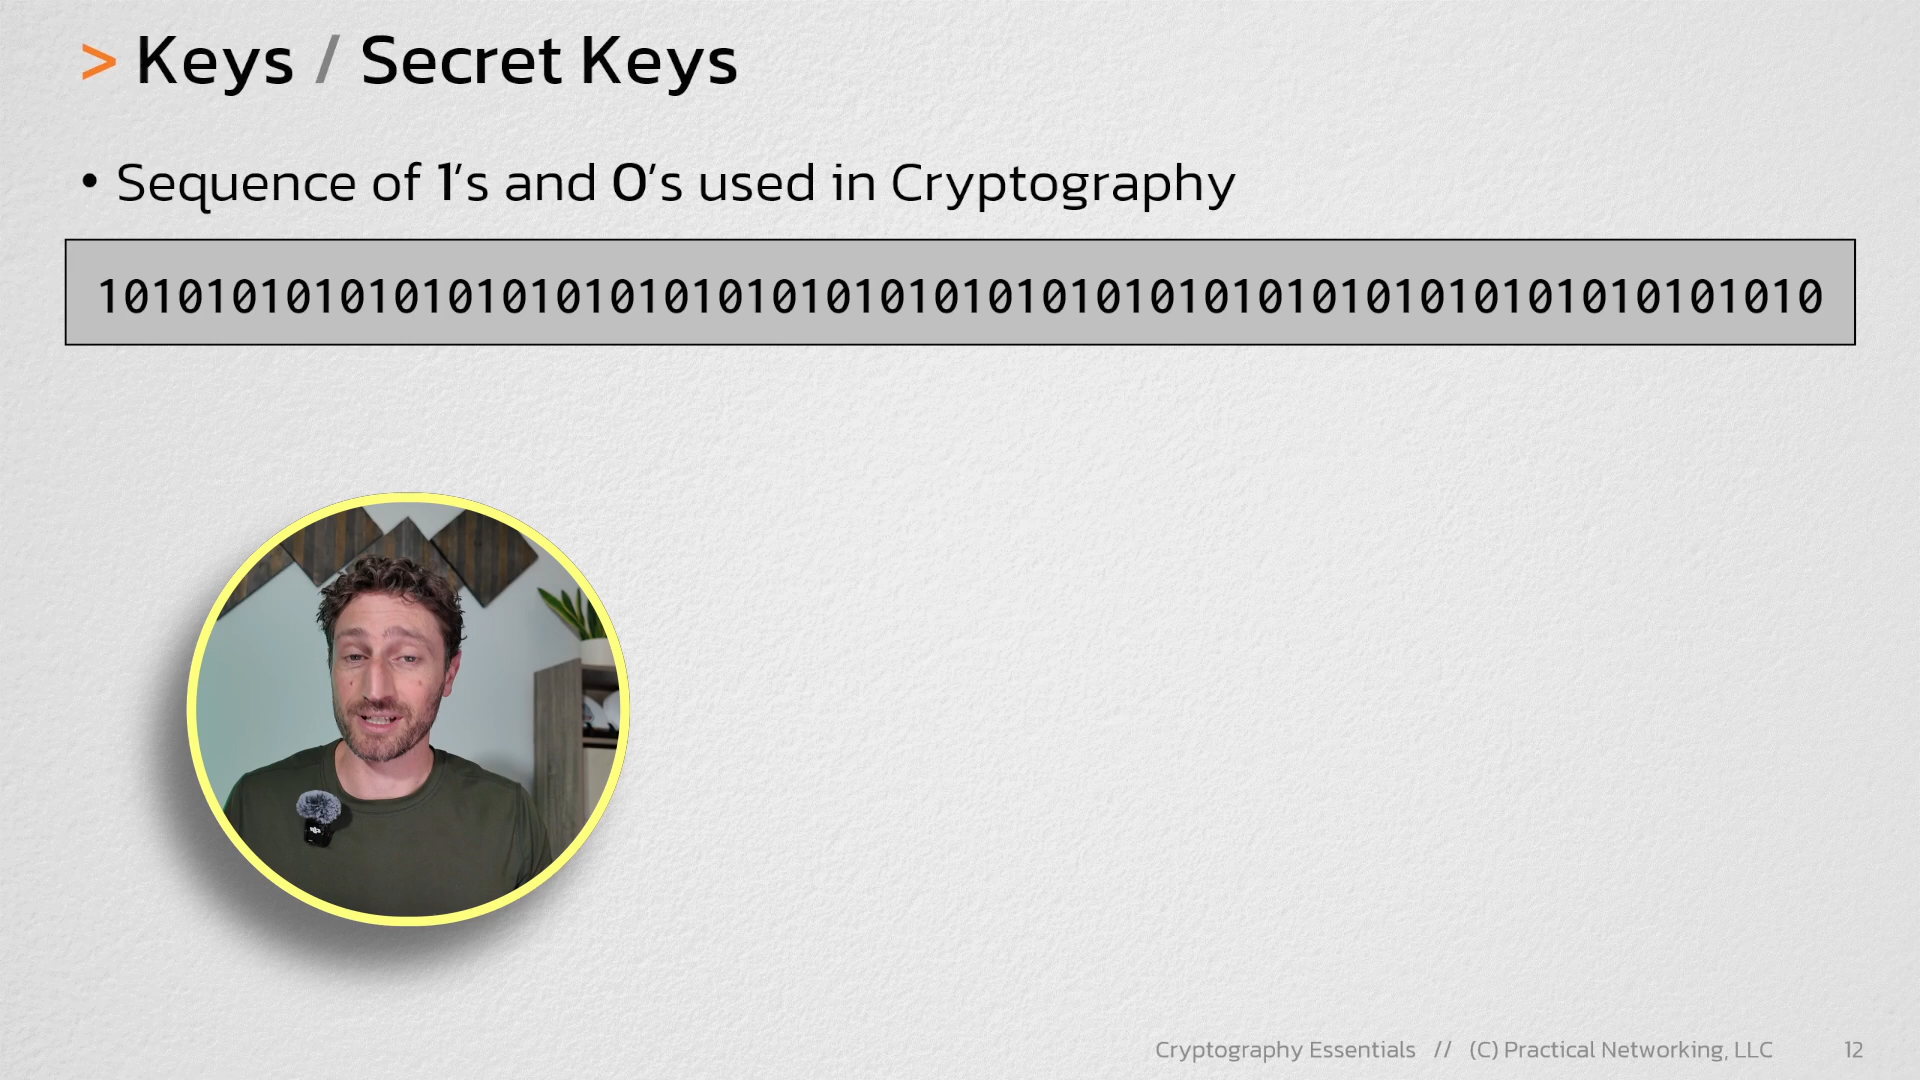 > Keys / Secret Keys
• Sequence of 1's and 0's used in Cryptography
1010101010101010101010101010101010101010101010101010101010101010
Cryptography Essentials // (C) Practical Networking, LLC 12